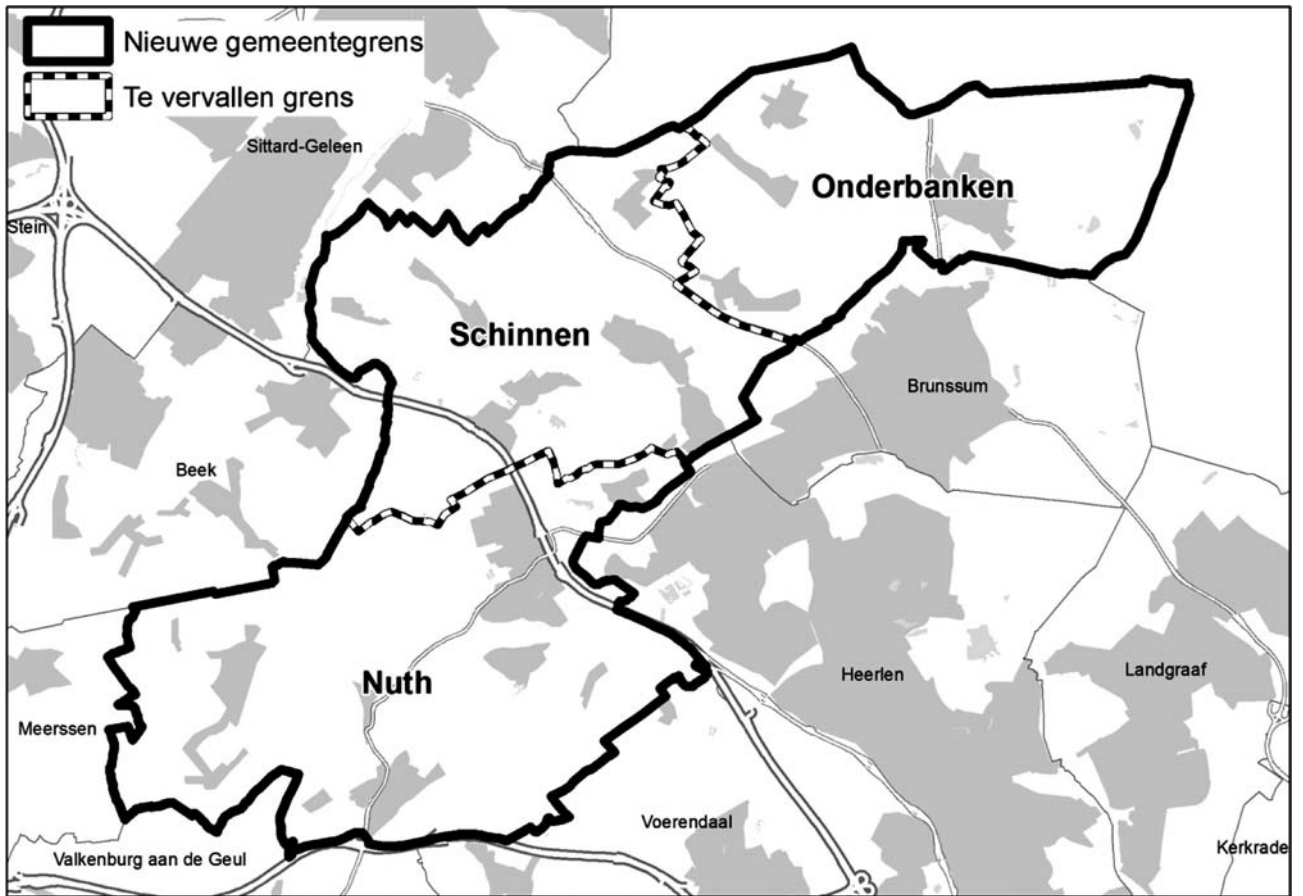 Nieuwe gemeentegrens
Te vervallen grens
Sittard-Geleen
Onderbanken
Stein
Schinnen
Brunssum
Beek
Nuth
Heerlen
Landgraaf
Meerssen
Voerendaal
Valkenburg aan de Geul
Kerkrade